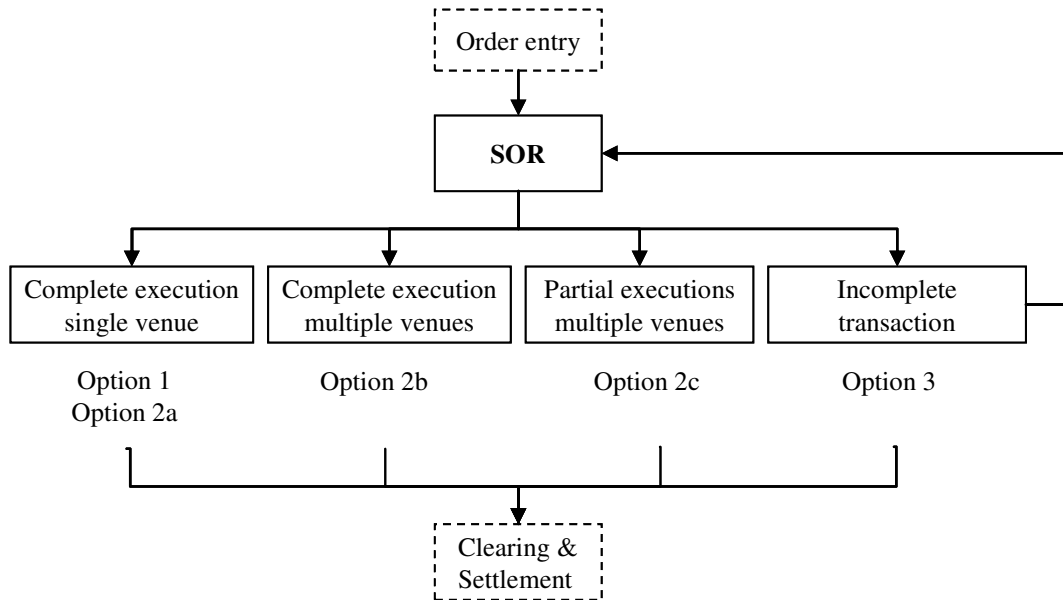 Order entry
SOR
Complete execution
single venue
Complete execution
multiple venues
Partial executions
multiple venues
Incomplete
transaction
Option 1
Option 2a
Option 2b
Option 2c
Option 3
Clearing &
Settlement